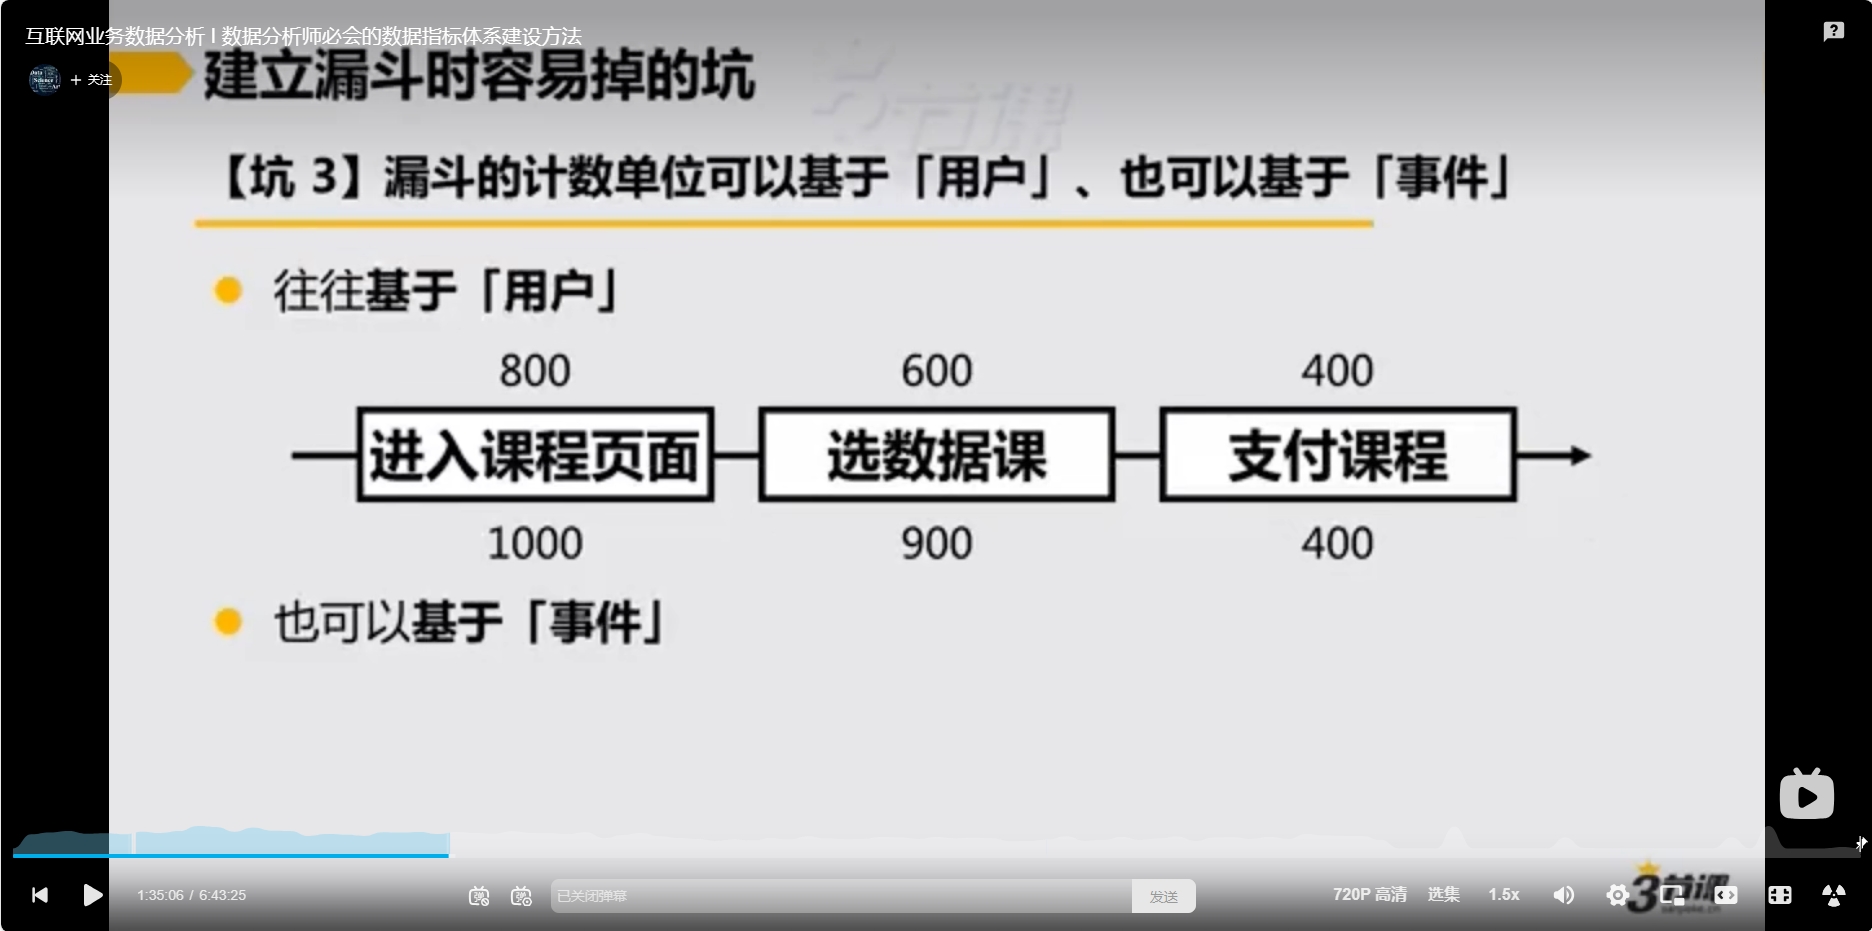 互联网业务数据分析 | 数据分析师必会的数据指标体系建设方法
+ 关注
建立漏斗时容易掉的坑
3节课
【坑 3】漏斗的计数单位可以基于「用户」、也可以基于「事件」
往往基于「用户」
800 600 400
进入课程页面 选数据课 支付课程
1000 900 400
也可以基于「事件」
1:35:06 / 6:43:25
已关闭弹幕
发送
720P 高清
选集
1.5x
3节课